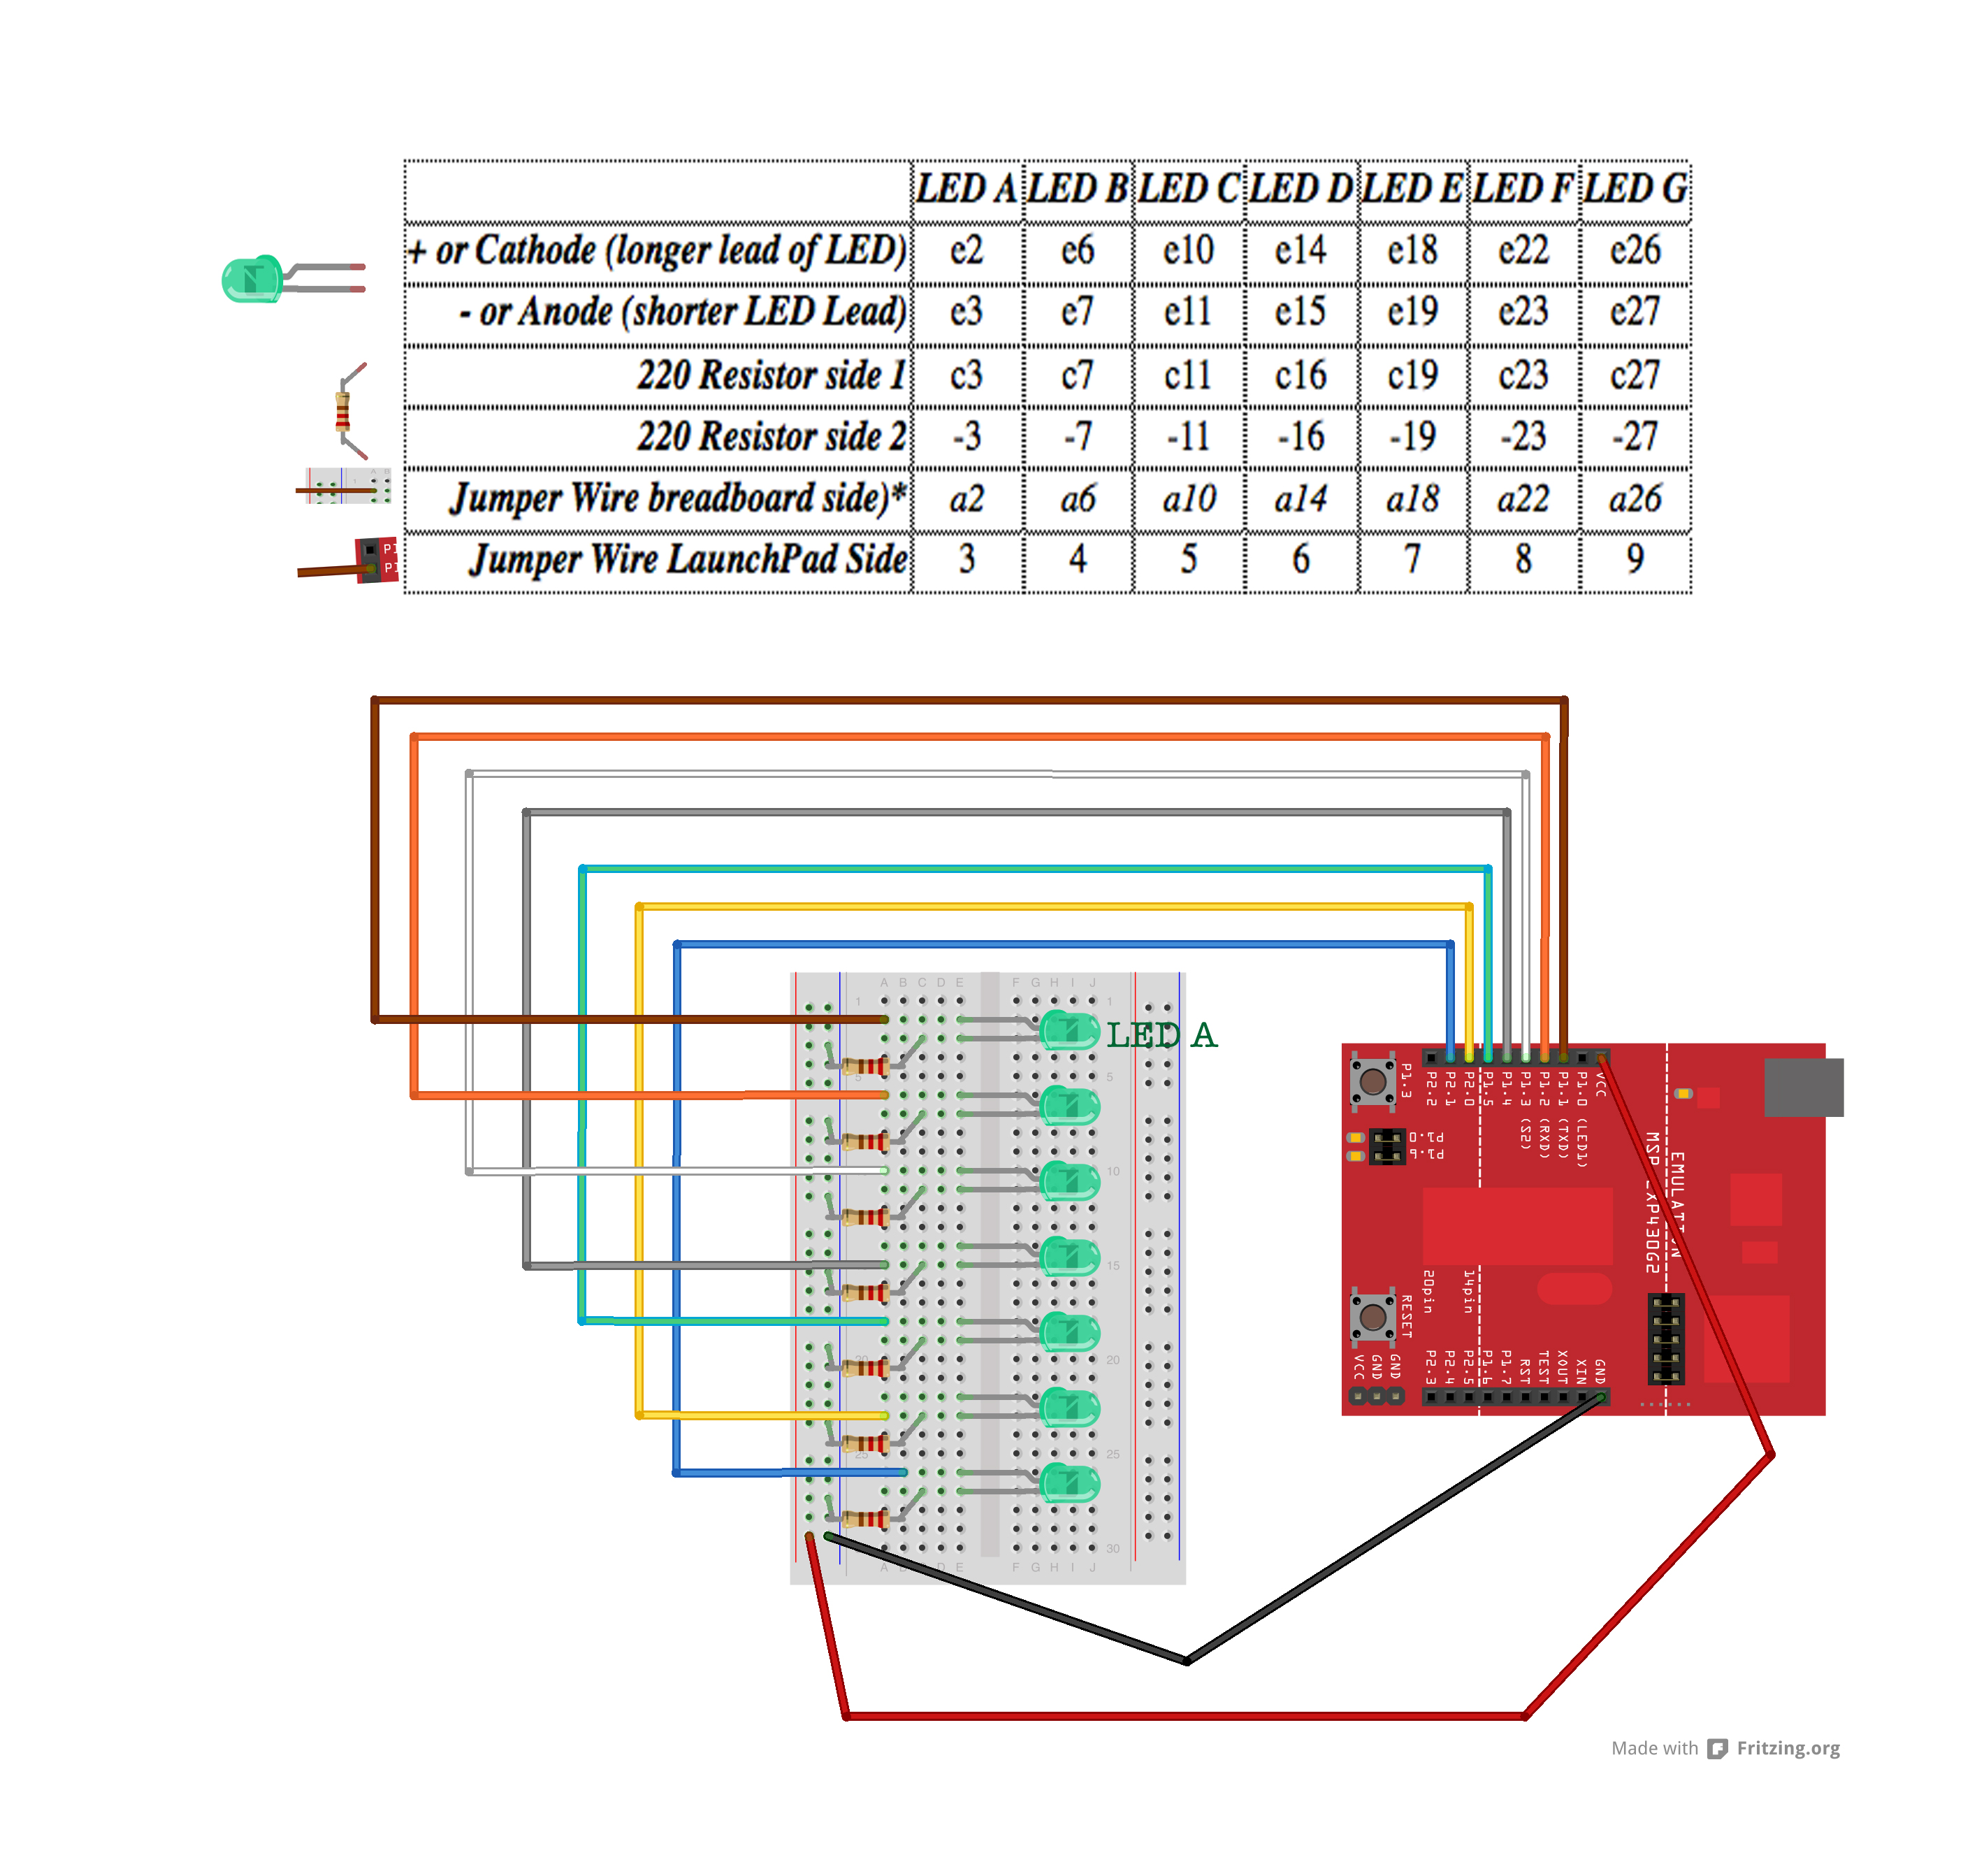 LED A LED B LED C LED D LED E LED F LED G
+ or Cathode (longer lead of LED) e2 e6 e10 e14 e18 e22 e26
- or Anode (shorter LED Lead) e3 e7 e11 e15 e19 e23 e27
220 Resistor side 1 c3 c7 c11 c16 c19 c23 c27
220 Resistor side 2 -3 -7 -11 -16 -19 -23 -27
Jumper Wire breadboard side)* a2 a6 a10 a14 a18 a22 a26
P1
P1
Jumper Wire LaunchPad Side 3 4 5 6 7 8 9
A B C D E F G H I J
1 1
LED A
5 5
10
15
20 20
25 25
30
A D E F G H I J
P1.3
P2.2
P2.1
P2.0
P1.5
P1.4
P1.3 (S2)
P1.2 (RXD)
P1.1 (TXD)
P1.0 (LED1)
VCC
P1.0
P1.6
EMULATION
20pin
14pin
RESET
VCC
GND
GND
P2.3
P2.4
P2.5
P1.6
P1.7
RST
TEST
XOUT
XIN
GND
Made with Fritzing.org